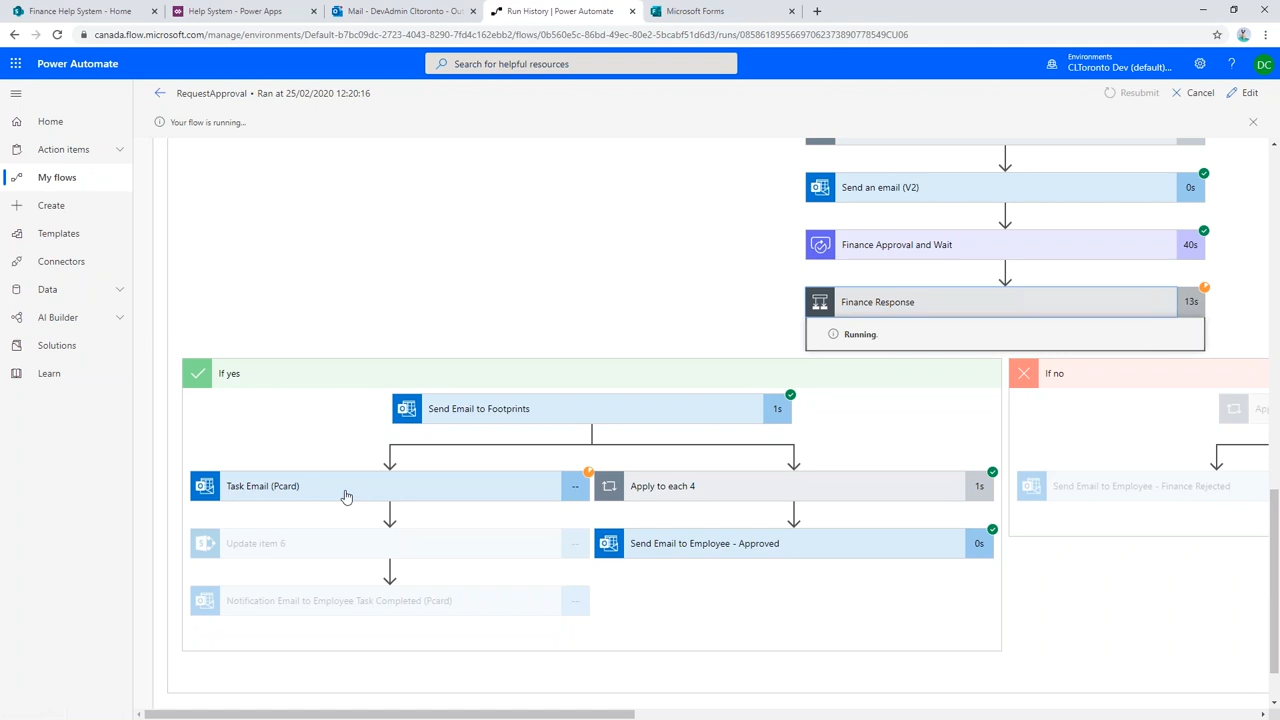 Finance Help System - Home
Help System - Power Apps
Mail - DevAdmin Cltoronto - Out
Run History | Power Automate
Microsoft Forms
canada.flow.microsoft.com/manage/environments/Default-b7bc09dc-2723-4043-8290-7fd4c162ebb2/flows/0b560e5c-86bd-49ec-80e2-5bcabf51d6d3/runs/08586189556697062373890778549CU06
Power Automate
Search for helpful resources
Environments
CLToronto Dev (default)...
DC
RequestApproval • Ran at 25/02/2020 12:20:16
Resubmit
Cancel
Edit
Your flow is running...
Home
Action items
My flows
Create
Templates
Connectors
Data
AI Builder
Solutions
Learn
Send an email (V2)
0s
Finance Approval and Wait
40s
Finance Response
13s
Running.
If yes
If no
Send Email to Footprints
1s
Ap
Task Email (Pcard)
--
Apply to each 4
1s
Send Email to Employee - Finance Rejected
Update item 6
--
Send Email to Employee - Approved
0s
Notification Email to Employee Task Completed (Pcard)
--